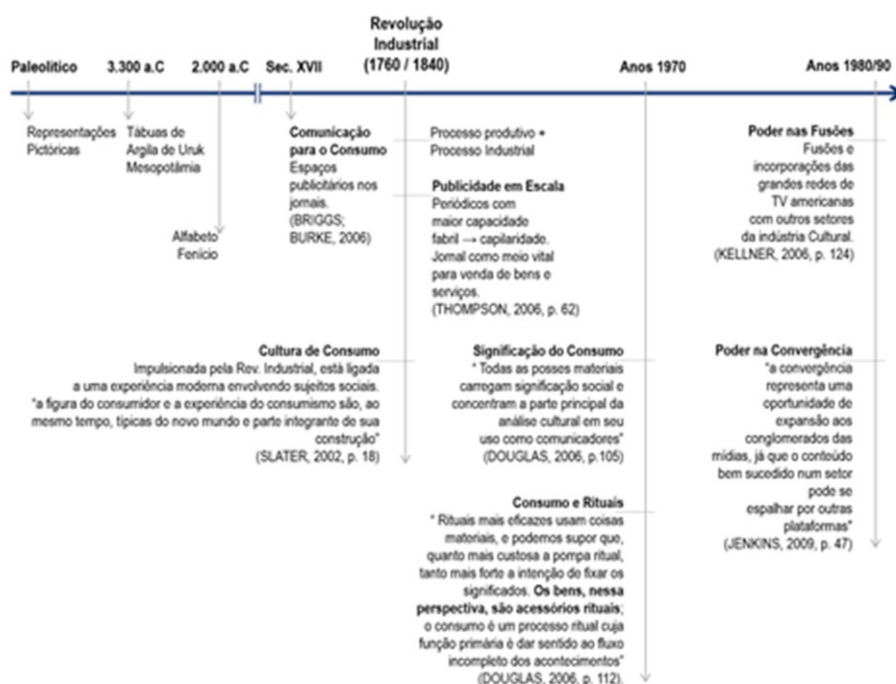 Revolução
Industrial
(1760 / 1840)
Paleolítico
3.300 a.C
2.000 a.C
Sec. XVII
Anos 1970
Anos 1980/90
Representações
Pictóricas
Tábuas de
Argila de Uruk
Mesopotâmia
Alfabeto
Fenício
Comunicação
para o Consumo
Espaços
publicitários nos
jornais.
(BRIGGS;
BURKE, 2006)
Processo produtivo +
Processo Industrial
Publicidade em Escala
Periódicos com
maior capacidade
fabril → capilaridade.
Jornal como meio vital
para venda de bens e
serviços.
(THOMPSON, 2006, p. 62)
Poder nas Fusões
Fusões e
incorporações das
grandes redes de
TV americanas
com outros setores
da indústria Cultural.
(KELLNER, 2006, p. 124)
Cultura de Consumo
Impulsionada pela Rev. Industrial, está ligada
a uma experiência moderna envolvendo sujeitos sociais.
"a figura do consumidor e a experiência do consumismo são, ao
mesmo tempo, típicas do novo mundo e parte integrante de sua
construção"
(SLATER, 2002, p. 18)
Significação do Consumo
" Todas as posses materiais
carregam significação social e
concentram a parte principal da
análise cultural em seu
uso como comunicadores"
(DOUGLAS, 2006, p.105)
Consumo e Rituais
" Rituais mais eficazes usam coisas
materiais, e podemos supor que,
quanto mais custosa a pompa ritual,
tanto mais forte a intenção de fixar os
significados. Os bens, nessa
perspectiva, são acessórios rituais;
o consumo é um processo ritual cuja
função primária é dar sentido ao fluxo
incompleto dos acontecimentos"
(DOUGLAS, 2006, p. 112).
Poder na Convergência
"a convergência
representa uma
oportunidade de
expansão aos
conglomerados das
mídias, já que o conteúdo
bem sucedido num setor
pode se
espalhar por outras
plataformas"
(JENKINS, 2009, p. 47)